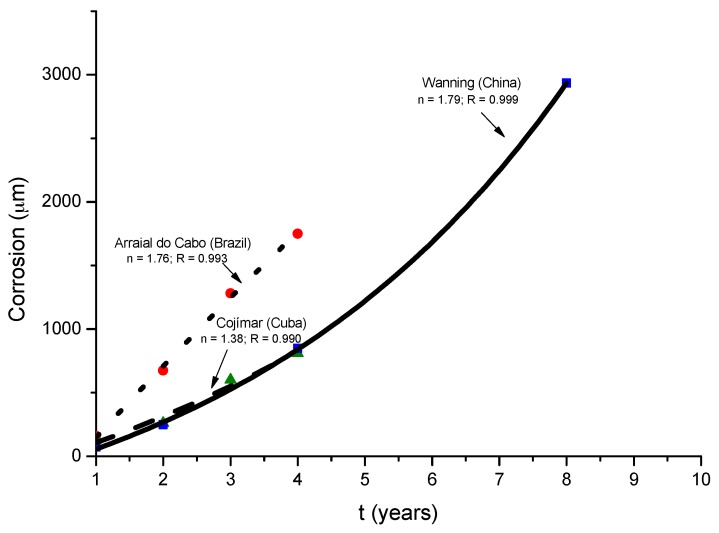 3000
2000
1000
0
Corrosion (μm)
Wanning (China)
n = 1.79; R = 0.999
Arraial do Cabo (Brazil)
n = 1.76; R = 0.993
Cojímar (Cuba)
n = 1.38; R = 0.990
1 2 3 4 5 6 7 8 9 10
t (years)